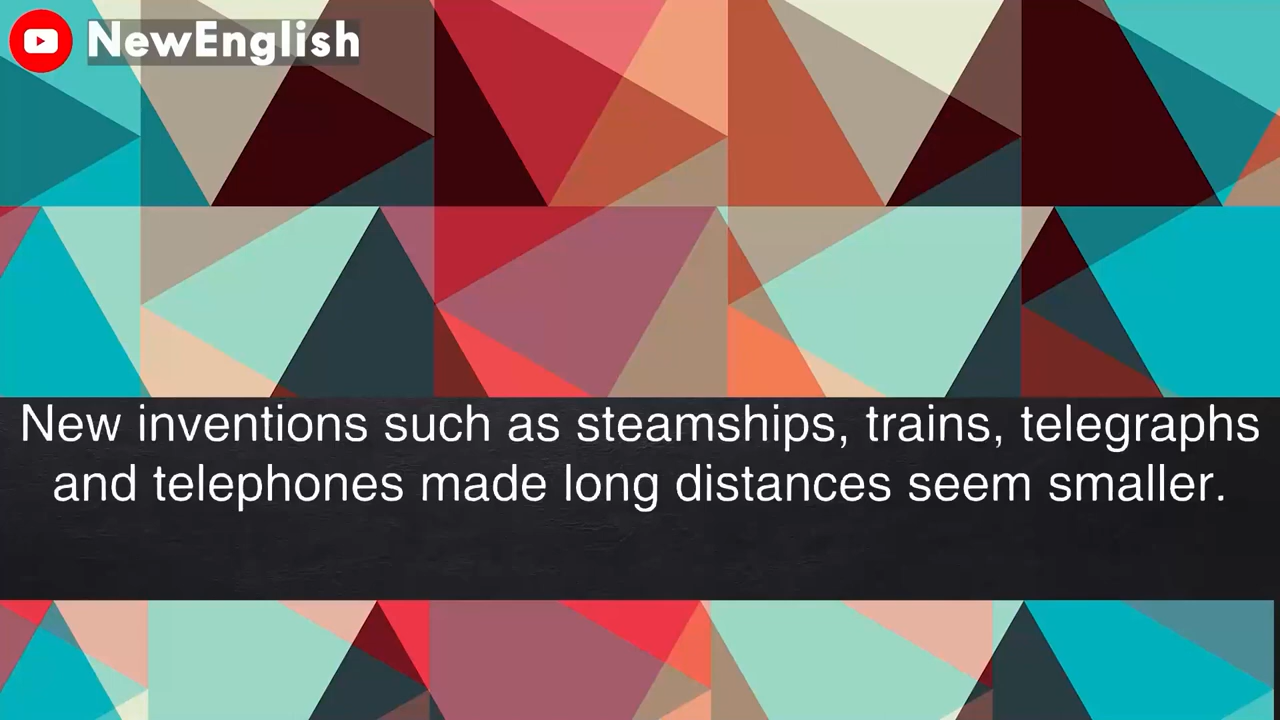 NewEnglish
New inventions such as steamships, trains, telegraphs
and telephones made long distances seem smaller.